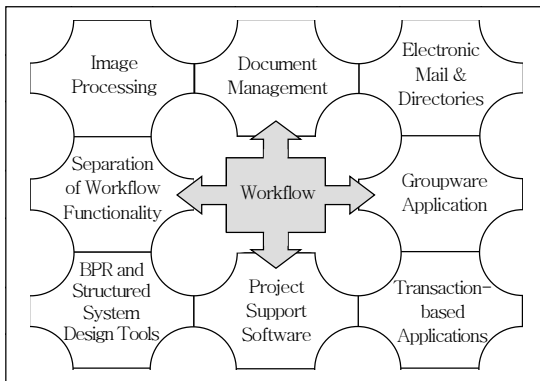 Image
Processing
Document
Management
Electronic
Mail &
Directories
Separation
of Workflow
Functionality
Workflow
Groupware
Application
BPR and
Structured
System
Design Tools
Project
Support
Software
Transaction-
based
Applications